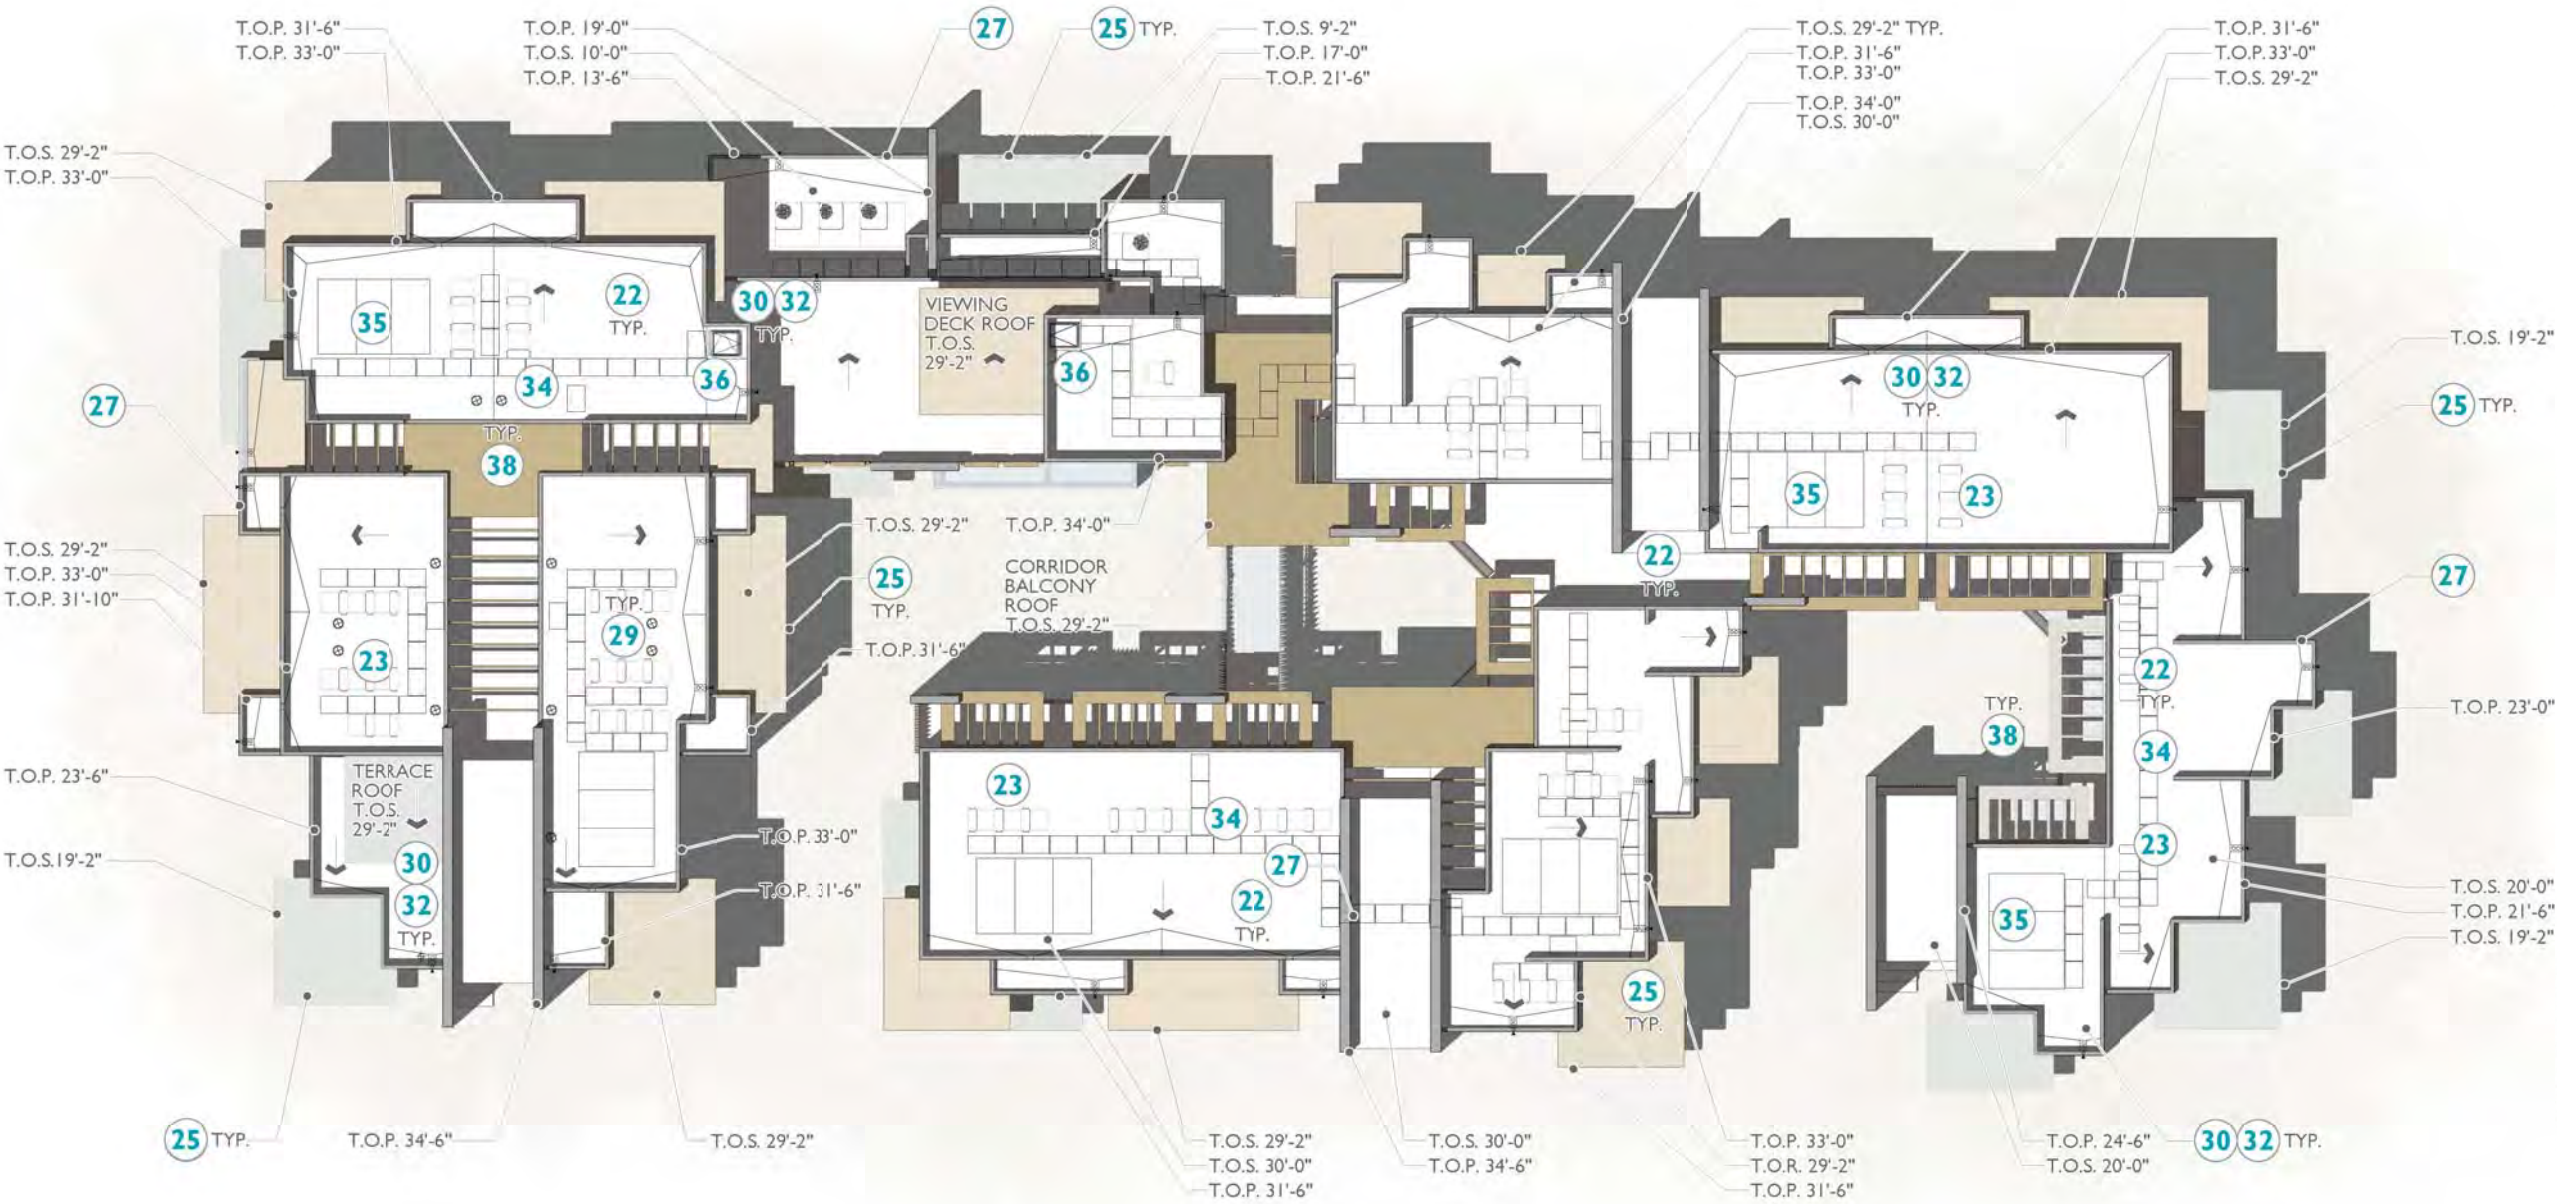 T.O.P. 31'-6"
T.O.P. 33'-0"
T.O.P. 19'-0"
T.O.S. 10'-0"
T.O.P. 13'-6"
27
25 TYP.
T.O.S. 9'-2"
T.O.P. 17'-0"
T.O.P. 21'-6"
T.O.S. 29'-2" TYP.
T.O.P. 31'-6"
T.O.P. 33'-0"
T.O.P. 34'-0"
T.O.S. 30'-0"
T.O.P. 31'-6"
T.O.P.33'-0"
T.O.S. 29'-2"
T.O.S. 29'-2"
T.O.P. 33'-0"
35
22
TYP.
30 32
TYP.
VIEWING
DECK ROOF
T.O.S.
29'-2"
36
34
36
30 32
TYP.
T.O.S. 19'-2"
25 TYP.
27
TYP.
38
35
23
T.O.S. 29'-2"
T.O.P. 34'-0"
22
TYP.
T.O.S. 29'-2"
T.O.P. 33'-0"
T.O.P. 31'-10"
25
TYP.
CORRIDOR
BALCONY
ROOF
T.O.S. 29'-2"
27
TYP.
29
23
T.O.P. 31'-6"
22
TYP.
TYP.
38
T.O.P. 23'-0"
34
T.O.P. 23'-6"
TERRACE
ROOF
T.O.S.
29'-2"
23
34
T.O.P. 33'-0"
23
T.O.S.19'-2"
30
32
TYP.
T.O.P. 31'-6"
27
22
TYP.
35
T.O.S. 20'-0"
T.O.P. 21'-6"
T.O.S. 19'-2"
25
TYP.
25 TYP.
T.O.P. 34'-6"
T.O.S. 29'-2"
T.O.S. 29'-2"
T.O.S. 30'-0"
T.O.P. 31'-6"
T.O.S. 30'-0"
T.O.P. 34'-6"
T.O.P. 33'-0"
T.O.R. 29'-2"
T.O.P. 31'-6"
T.O.P. 24'-6"
T.O.S. 20'-0"
30 32 TYP.